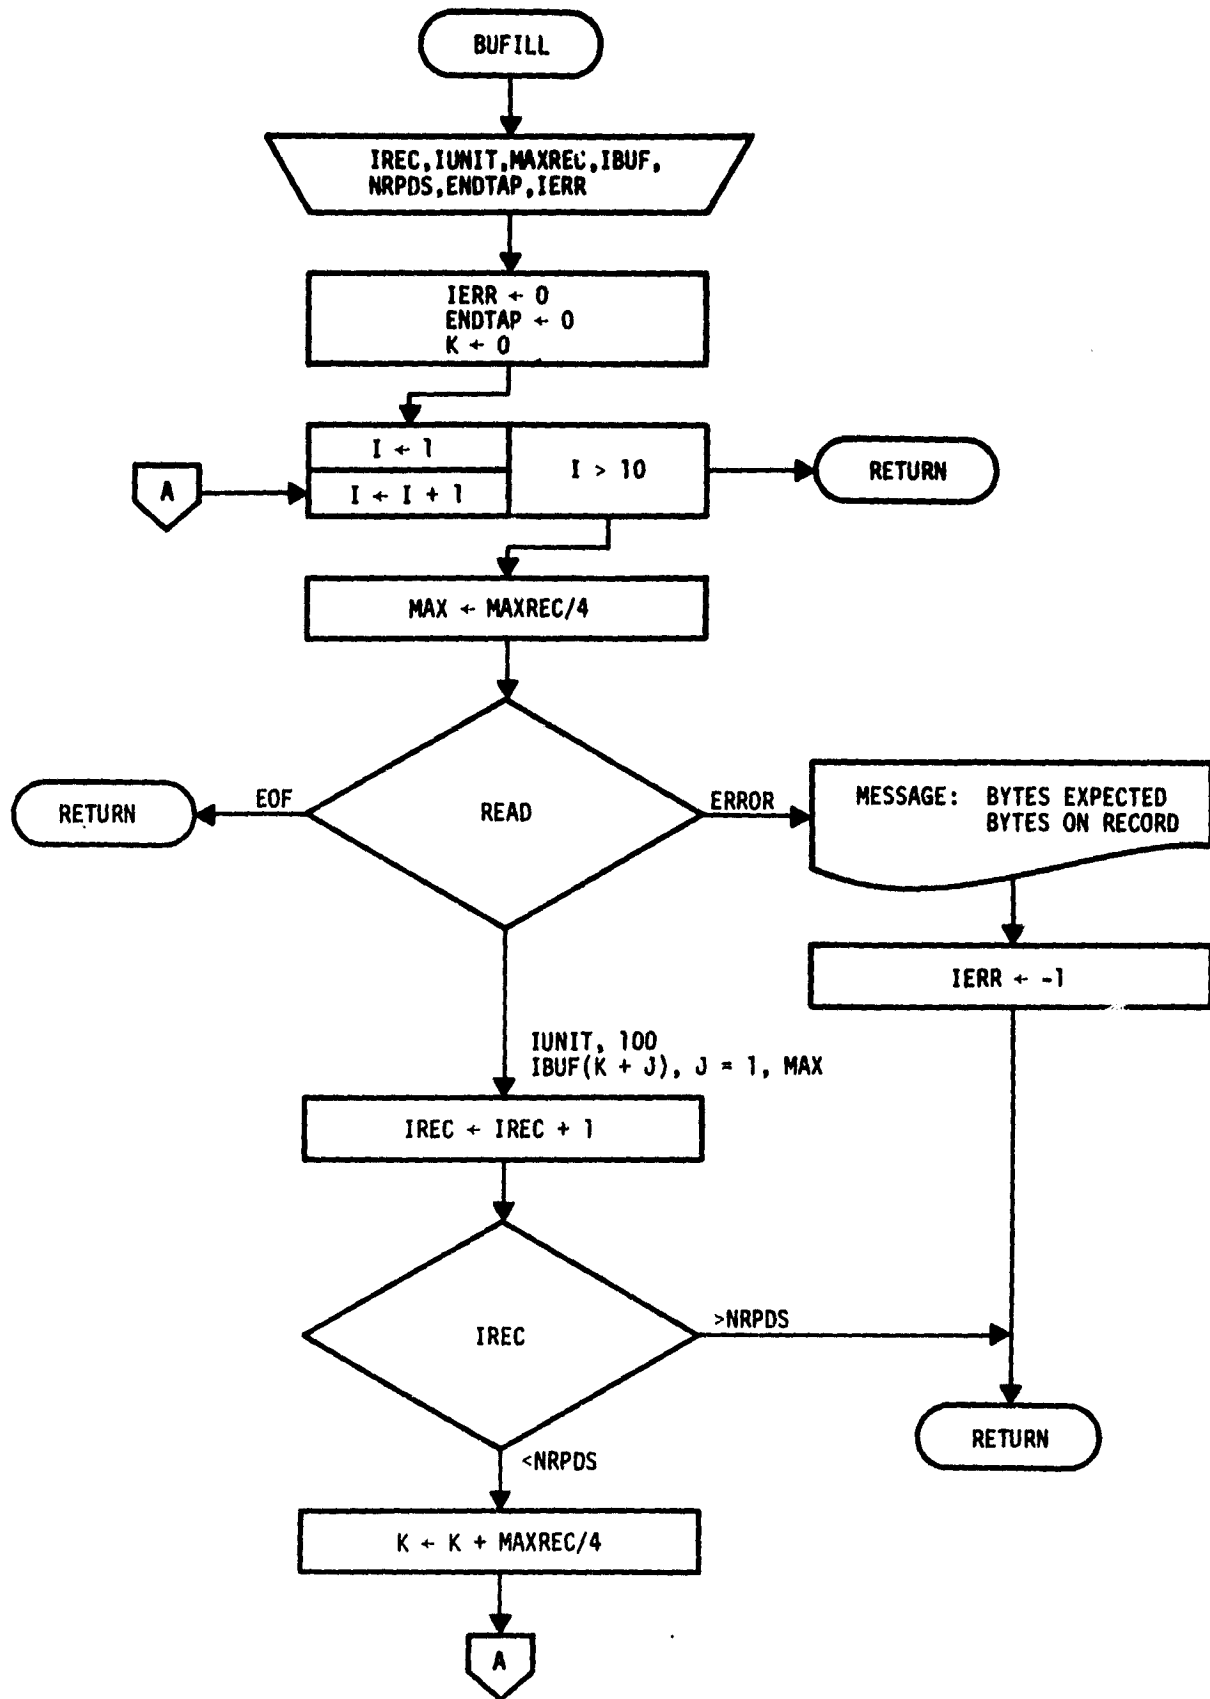 BUFILL
IREC,IUNIT,MAXREC,IBUF,
NRPDS,ENDTAP,IERR
IERR ← 0
ENDTAP ← 0
K ← 0
I ← 1
I ← I + 1
I > 10
RETURN
A
MAX ← MAXREC/4
RETURN
EOF
READ
ERROR
MESSAGE: BYTES EXPECTED
BYTES ON RECORD
IERR ← -1
IUNIT, 100
IBUF(K + J), J = 1, MAX
IREC ← IREC + 1
IREC
>NRPDS
RETURN
<NRPDS
K ← K + MAXREC/4
A